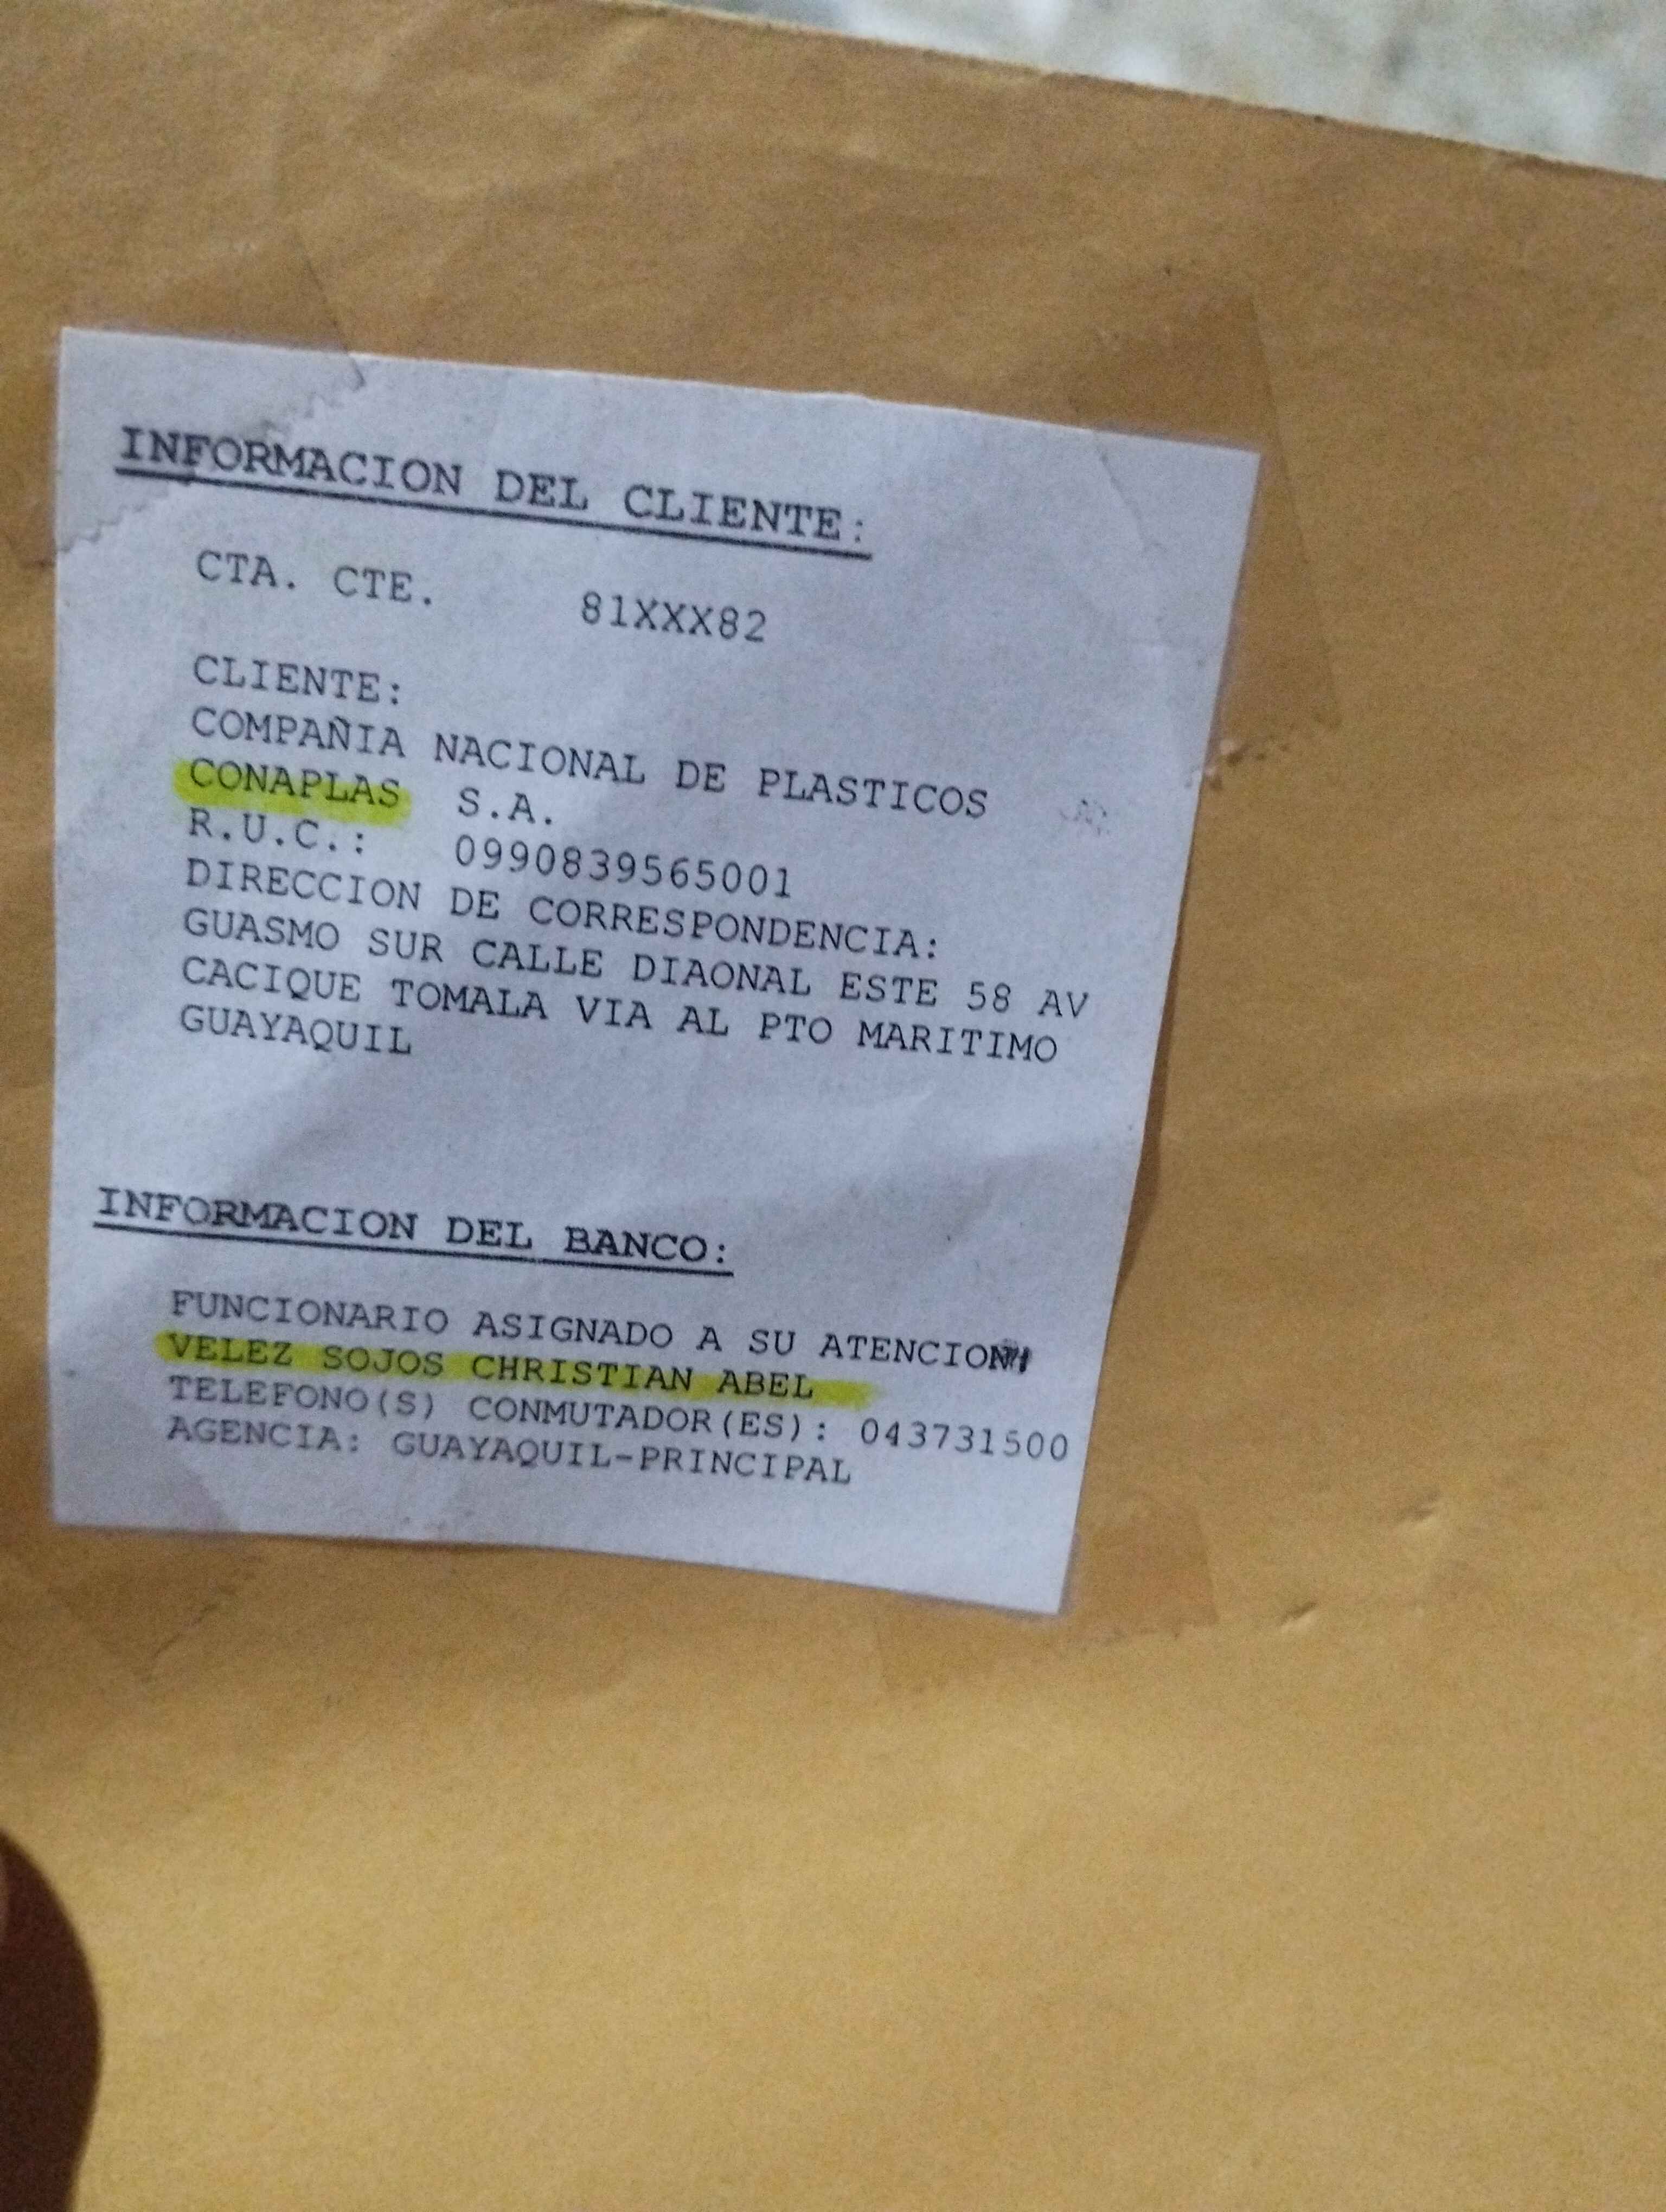 INFORMACION DEL CLIENTE:
CTA. CTE. 81XXX82
CLIENTE:
COMPAÑIA NACIONAL DE PLASTICOS
CONAPLAS S.A.
R.U.C.: 0990839565001
DIRECCION DE CORRESPONDENCIA:
GUASMO SUR CALLE DIAONAL ESTE 58 AV
CACIQUE TOMALA VIA AL PTO MARITIMO
GUAYAQUIL
INFORMACION DEL BANCO:
FUNCIONARIO ASIGNADO A SU ATENCION
VELEZ SOJOS CHRISTIAN ABEL
TELEFONO(S) CONMUTADOR(ES): 043731500
AGENCIA: GUAYAQUIL-PRINCIPAL